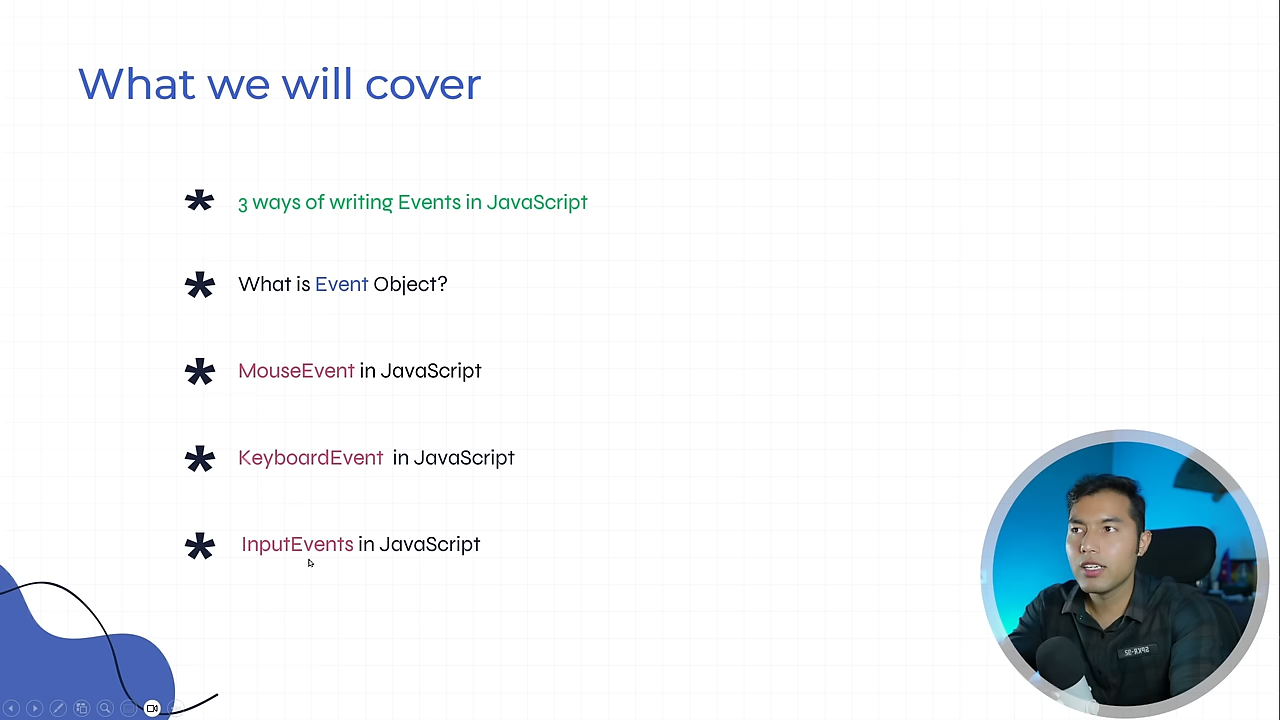 What we will cover
* 3 ways of writing Events in JavaScript
* What is Event Object?
* MouseEvent in JavaScript
* KeyboardEvent in JavaScript
* InputEvents in JavaScript